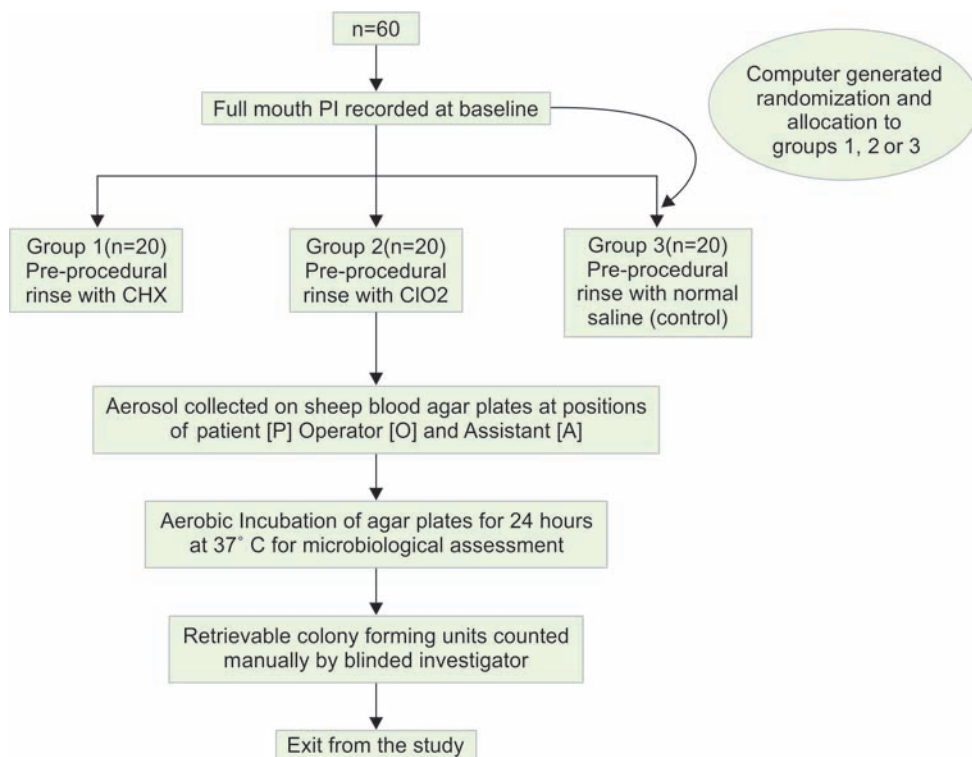 n=60
Full mouth PI recorded at baseline
Computer generated
randomization and
allocation to
groups 1, 2 or 3
Group 1(n=20)
Pre-procedural
rinse with CHX
Group 2(n=20)
Pre-procedural
rinse with ClO2
Group 3(n=20)
Pre-procedural
rinse with normal
saline (control)
Aerosol collected on sheep blood agar plates at positions
of patient [P] Operator [O] and Assistant [A]
Aerobic Incubation of agar plates for 24 hours
at 37˚ C for microbiological assessment
Retrievable colony forming units counted
manually by blinded investigator
Exit from the study